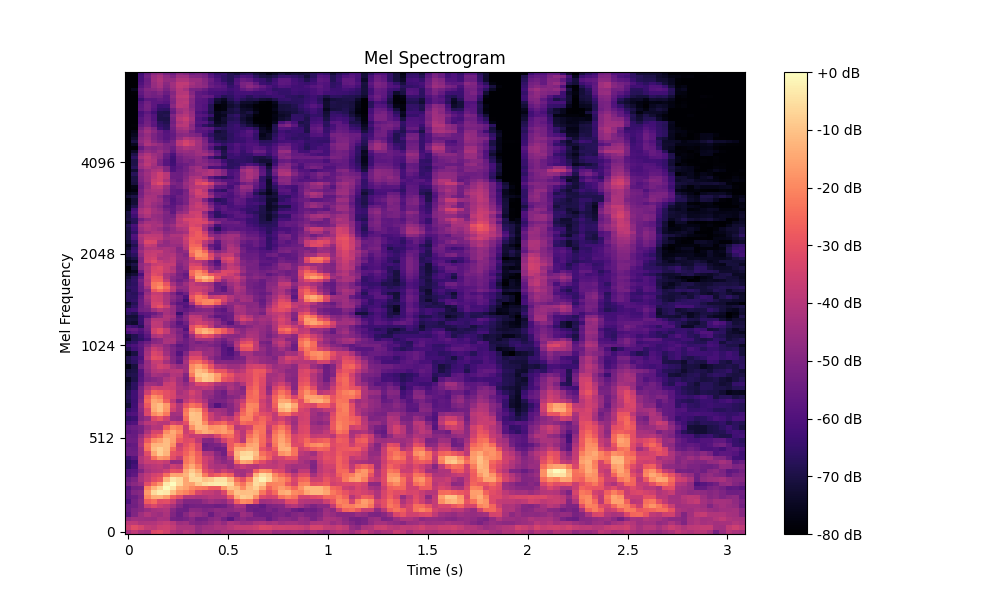 Mel Spectrogram
+0 dB
-10 dB
-20 dB
-30 dB
-40 dB
-50 dB
-60 dB
-70 dB
-80 dB
Mel Frequency
4096
2048
1024
512
0
0 0.5 1 1.5 2 2.5 3
Time (s)